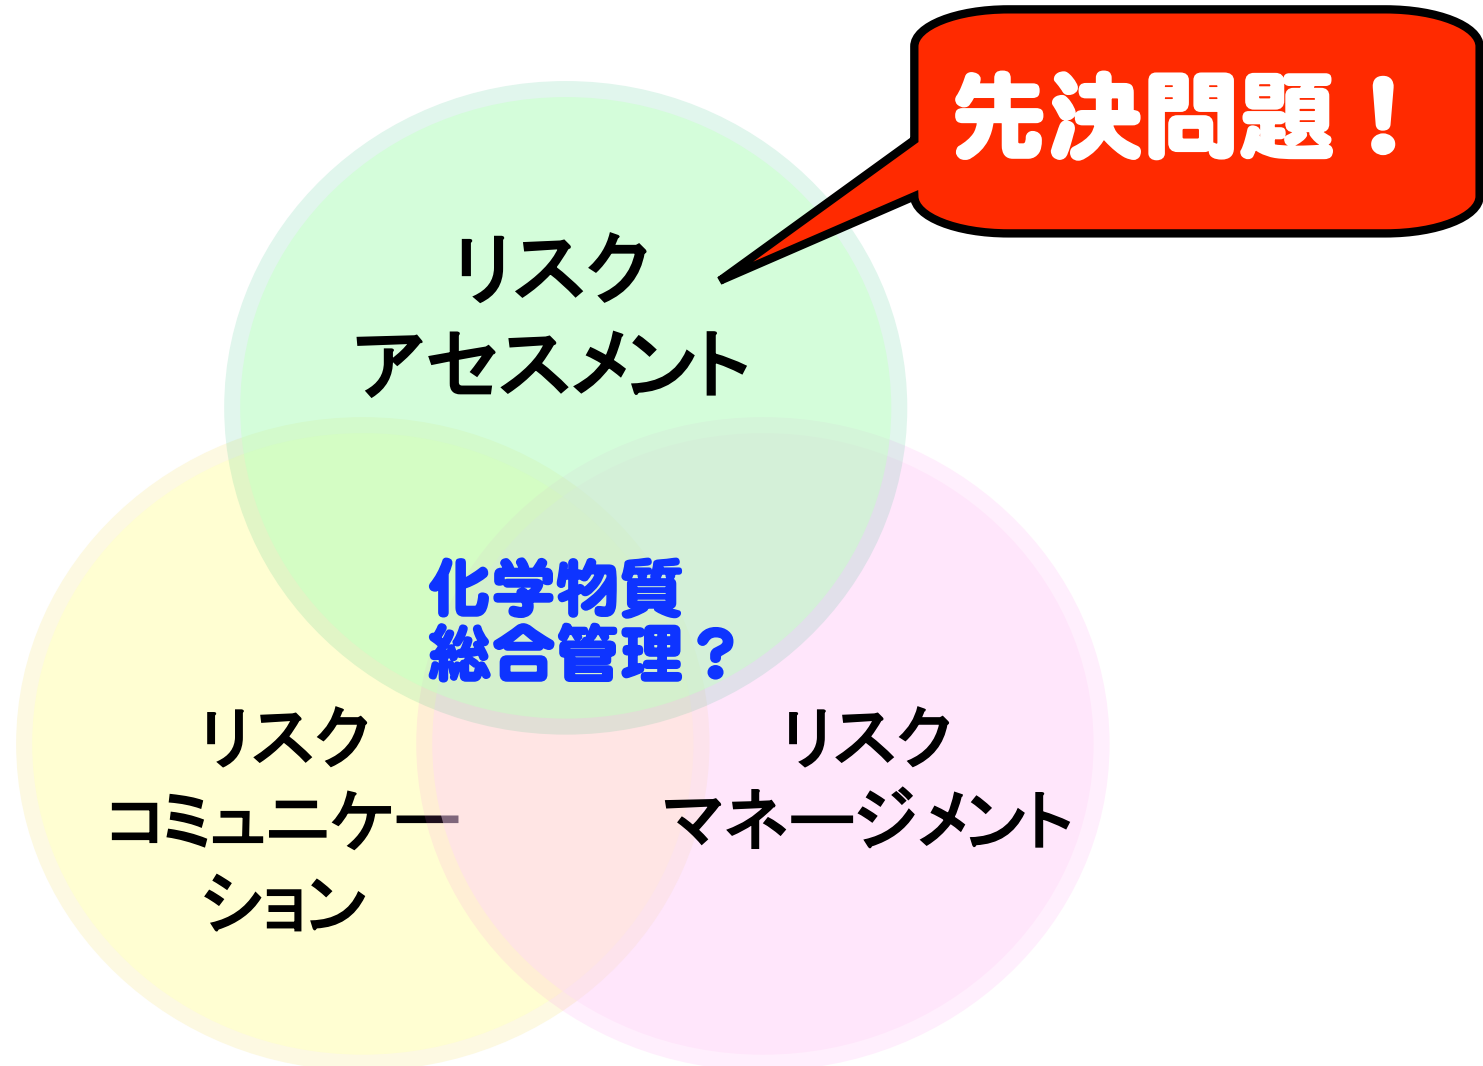 先決問題！
リスク
アセスメント
化学物質
総合管理？
リスク
コミュニケー
ション
リスク
マネージメント